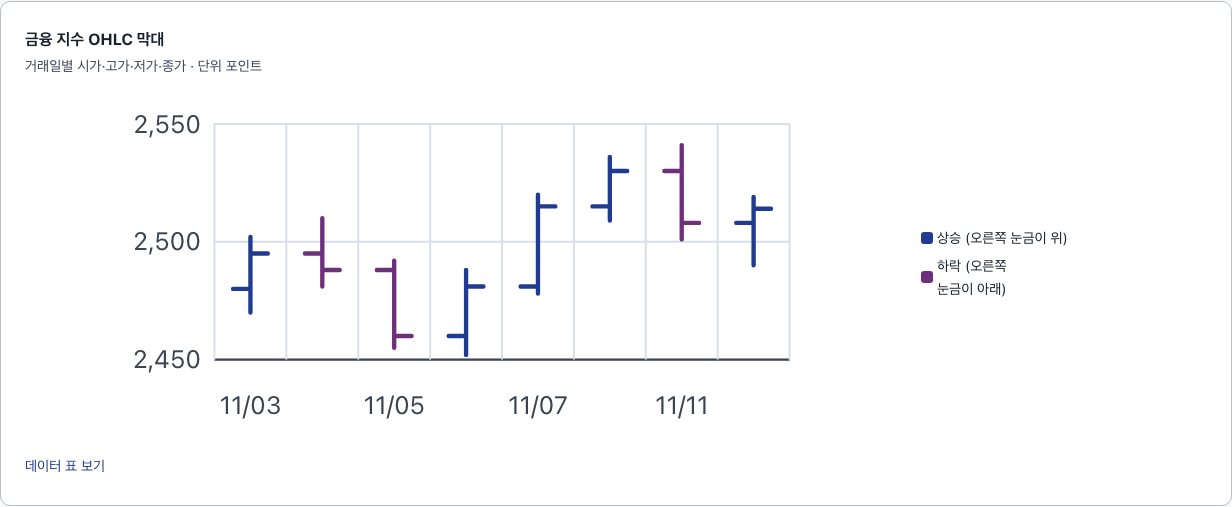 금융 지수 OHLC 막대
거래일별 시가·고가·저가·종가 · 단위 포인트
2,550
2,500
2,450
11/03
11/05
11/07
11/11
상승 (오른쪽 눈금이 위)
하락 (오른쪽
눈금이 아래)
데이터 표 보기